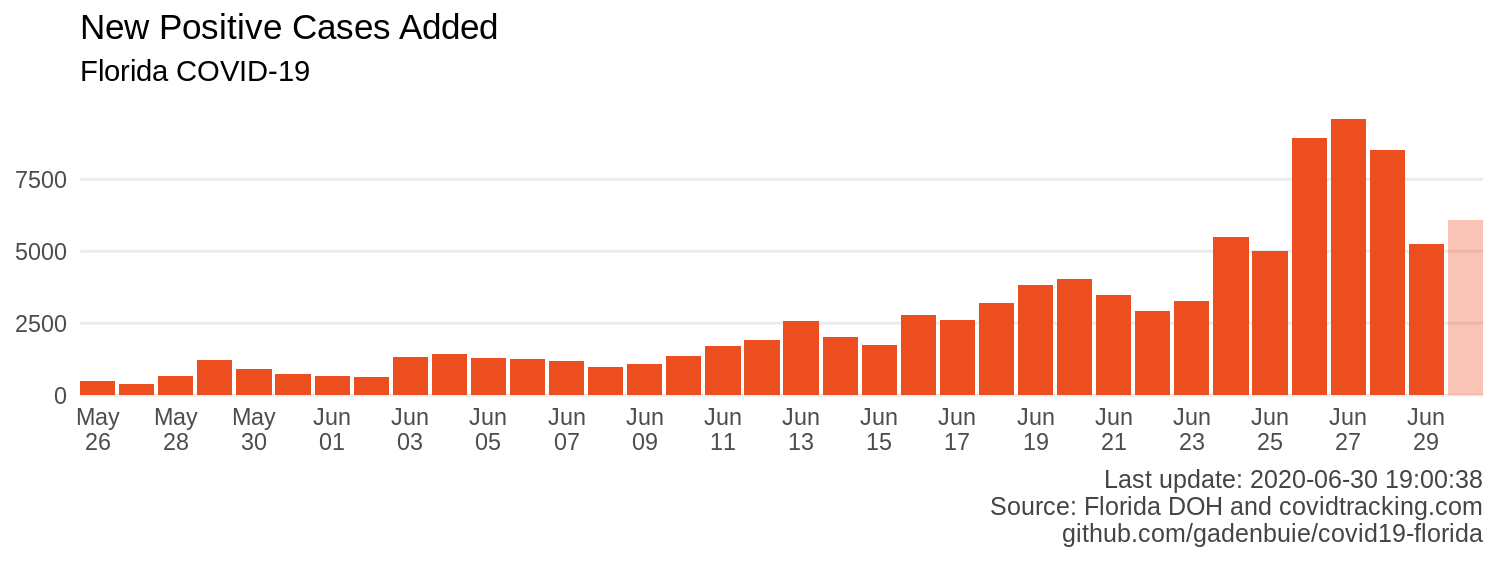 New Positive Cases Added
Florida COVID-19
7500
5000
2500
0
May May May Jun Jun Jun Jun Jun Jun Jun Jun Jun Jun Jun Jun Jun Jun Jun
26 28 30 01 03 05 07 09 11 13 15 17 19 21 23 25 27 29
Last update: 2020-06-30 19:00:38
Source: Florida DOH and covidtracking.com
github.com/gadenbuie/covid19-florida